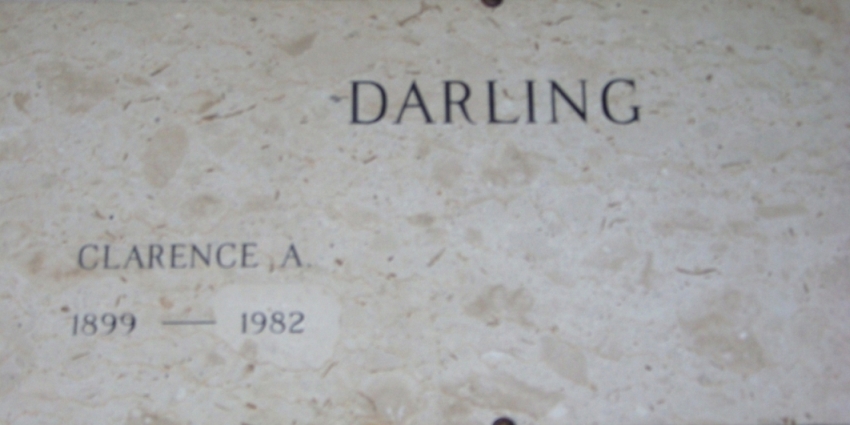 DARLING
CLARENCE A.
1899 — 1982